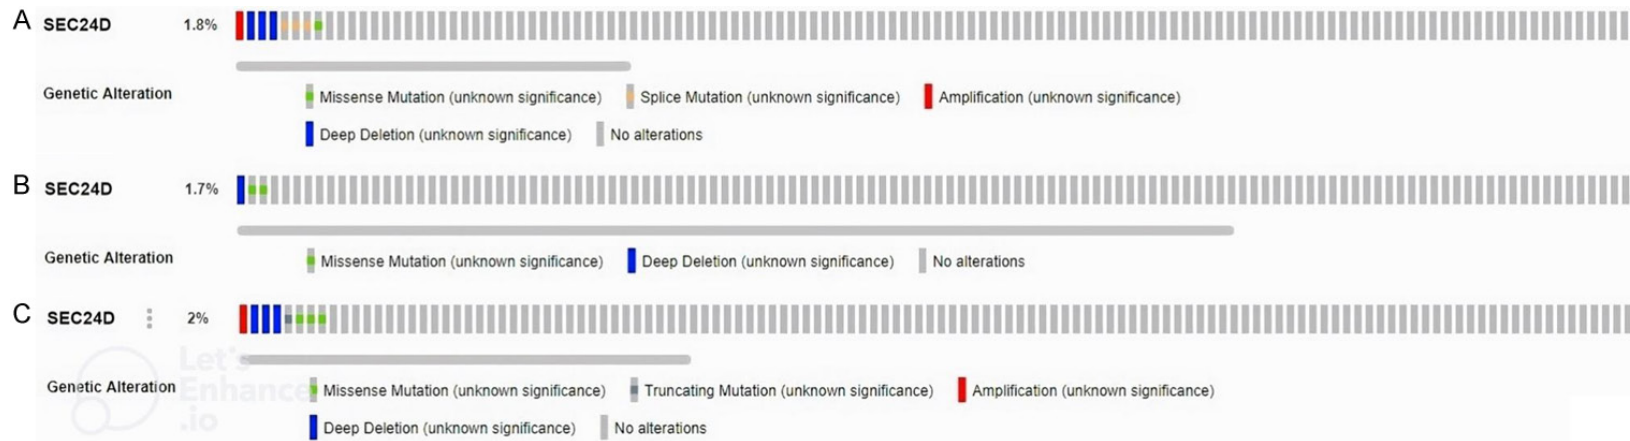 A SEC24D 1.8%
Genetic Alteration Missense Mutation (unknown significance) Splice Mutation (unknown significance) Amplification (unknown significance)
Deep Deletion (unknown significance) No alterations
B SEC24D 1.7%
Genetic Alteration Missense Mutation (unknown significance) Deep Deletion (unknown significance) No alterations
C SEC24D 2%
Let's
Enhance
.io
Genetic Alteration Missense Mutation (unknown significance) Truncating Mutation (unknown significance) Amplification (unknown significance)
Deep Deletion (unknown significance) No alterations